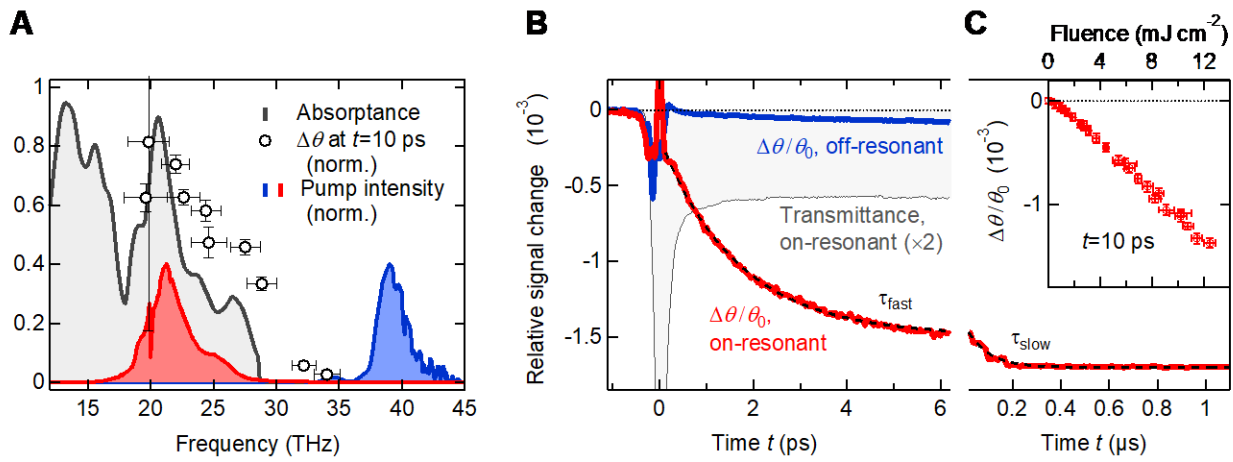 A
1
0.8
0.6
0.4
0.2
0
Absorptance
Δθ at t=10 ps
(norm.)
Pump intensity
(norm.)
15 20 25 30 35 40 45
Frequency (THz)
B
Relative signal change (10⁻³)
0
-0.5
-1
-1.5
Δθ/θ₀, off-resonant
Transmittance,
on-resonant (×2)
Δθ/θ₀,
on-resonant
τfast
0 2 4 6
Time t (ps)
C
Fluence (mJ cm⁻²)
0 4 8 12
Δθ/θ₀ (10⁻³)
0
-1
t=10 ps
τslow
0.2 0.4 0.6 0.8 1
Time t (μs)